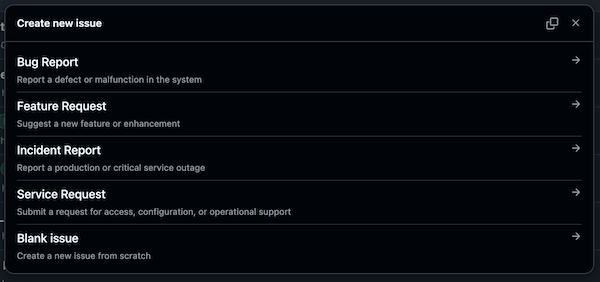 Create new issue
Bug Report
Report a defect or malfunction in the system
Feature Request
Suggest a new feature or enhancement
Incident Report
Report a production or critical service outage
Service Request
Submit a request for access, configuration, or operational support
Blank issue
Create a new issue from scratch